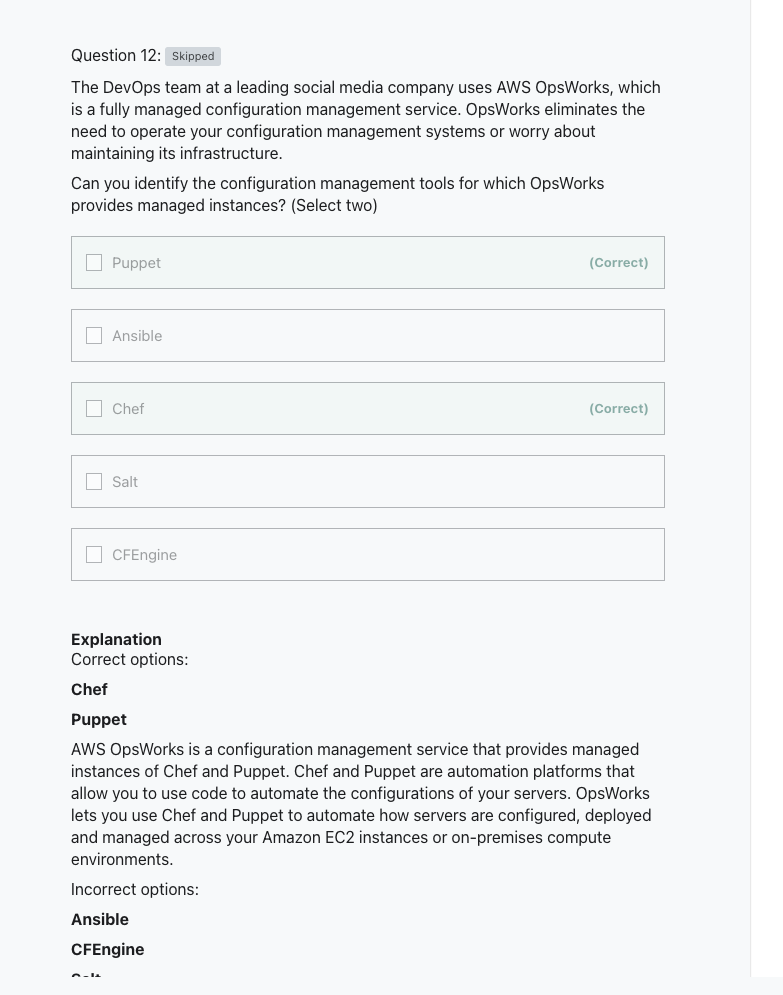 Question 12: Skipped
The DevOps team at a leading social media company uses AWS OpsWorks, which
is a fully managed configuration management service. OpsWorks eliminates the
need to operate your configuration management systems or worry about
maintaining its infrastructure.
Can you identify the configuration management tools for which OpsWorks
provides managed instances? (Select two)
Puppet (Correct)
Ansible
Chef (Correct)
Salt
CFEngine
Explanation
Correct options:
Chef
Puppet
AWS OpsWorks is a configuration management service that provides managed
instances of Chef and Puppet. Chef and Puppet are automation platforms that
allow you to use code to automate the configurations of your servers. OpsWorks
lets you use Chef and Puppet to automate how servers are configured, deployed
and managed across your Amazon EC2 instances or on-premises compute
environments.
Incorrect options:
Ansible
CFEngine
Salt